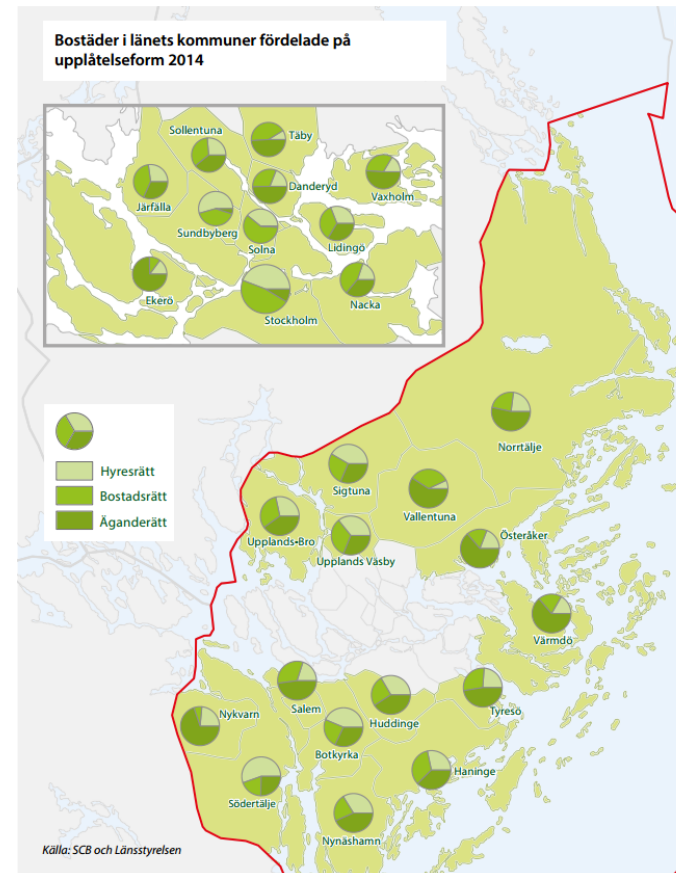 Bostäder i länets kommuner fördelade på
upplåtelseform 2014
Sollentuna
Täby
Järfälla
Danderyd
Vaxholm
Sundbyberg
Solna
Lidingö
Ekerö
Stockholm
Nacka
Norrtälje
Hyresrätt
Bostadsrätt
Äganderätt
Sigtuna
Vallentuna
Upplands-Bro
Upplands Väsby
Österåker
Värmdö
Salem
Huddinge
Tyresö
Nykvarn
Botkyrka
Haninge
Södertälje
Nynäshamn
Källa: SCB och Länsstyrelsen